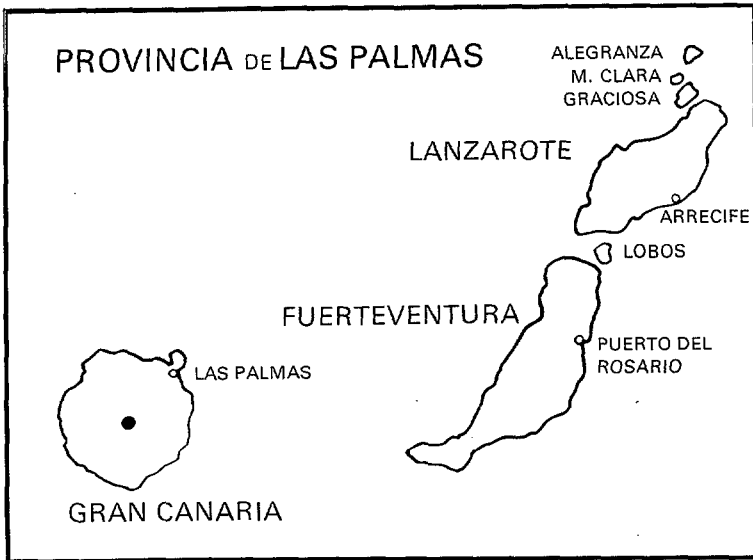 PROVINCIA DE LAS PALMAS
ALEGRANZA
M. CLARA
GRACIOSA
LANZAROTE
ARRECIFE
LOBOS
FUERTEVENTURA
PUERTO DEL
ROSARIO
LAS PALMAS
GRAN CANARIA